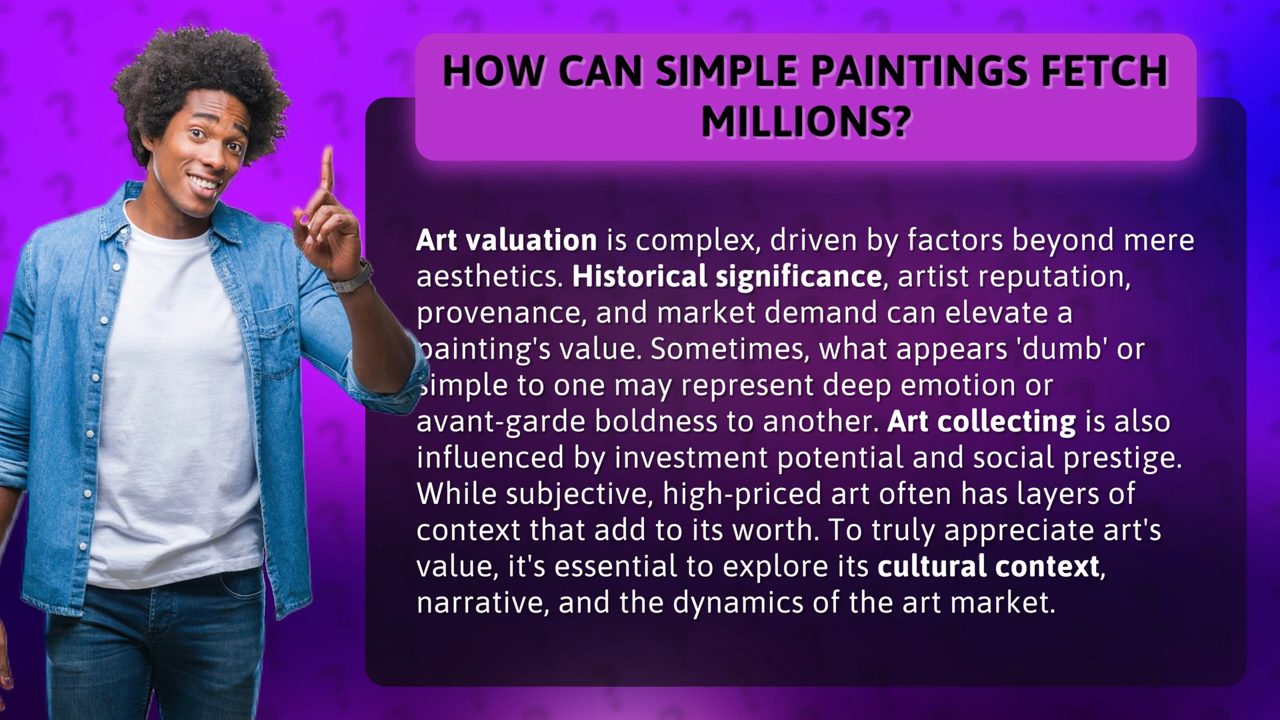 HOW CAN SIMPLE PAINTINGS FETCH
MILLIONS?
Art valuation is complex, driven by factors beyond mere
aesthetics. Historical significance, artist reputation,
provenance, and market demand can elevate a
painting's value. Sometimes, what appears 'dumb' or
simple to one may represent deep emotion or
avant-garde boldness to another. Art collecting is also
influenced by investment potential and social prestige.
While subjective, high-priced art often has layers of
context that add to its worth. To truly appreciate art's
value, it's essential to explore its cultural context,
narrative, and the dynamics of the art market.